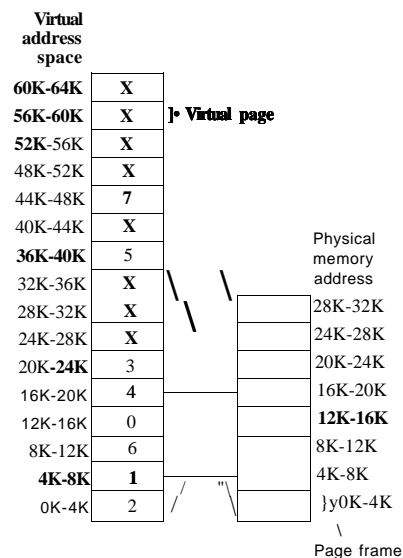 Virtual
address
space
60K-64K X
56K-60K X ]• Virtual page
52K-56K X
48K-52K X
44K-48K 7
40K-44K X
36K-40K 5
Physical
memory
address
32K-36K X
28K-32K X 28K-32K
24K-28K X 24K-28K
20K-24K 3 20K-24K
16K-20K 4 16K-20K
12K-16K 0 12K-16K
8K-12K 6 8K-12K
4K-8K 1 4K-8K
0K-4K 2 }y0K-4K
Page frame